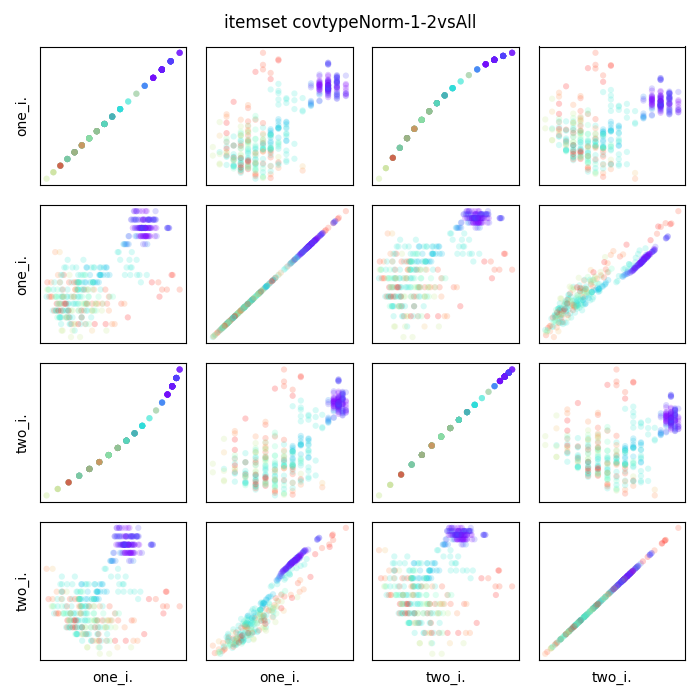 itemset covtypeNorm-1-2vsAll
one_i.
one_i.
two_i.
two_i.
one_i. one_i. two_i. two_i.